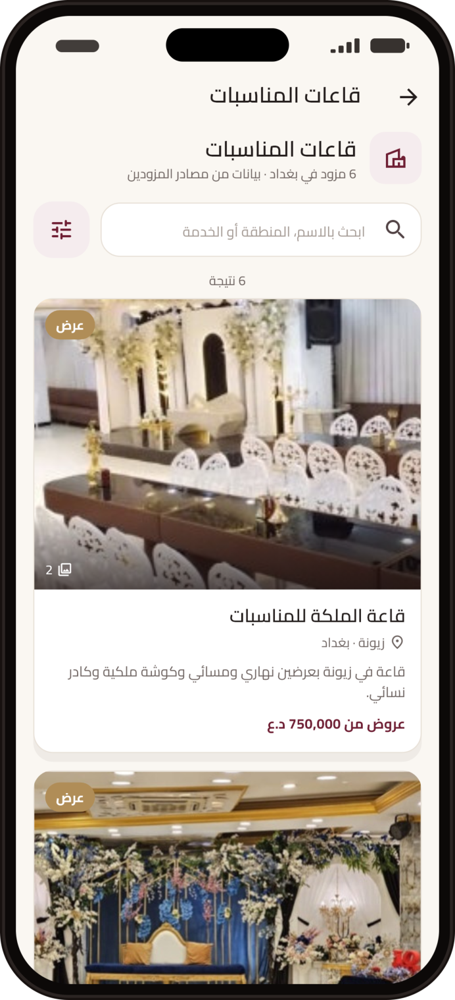 قاعات المناسبات
قاعات المناسبات
6 مزود في بغداد · بيانات من مصادر المزودين
ابحث بالاسم، المنطقة أو الخدمة
6 نتيجة
عرض
2
قاعة الملكة للمناسبات
زيونة · بغداد
قاعة في زيونة بعرضين نهاري ومسائي وكوشة ملكية وكادر
نسائي.
عروض من 750,000 د.ع
عرض